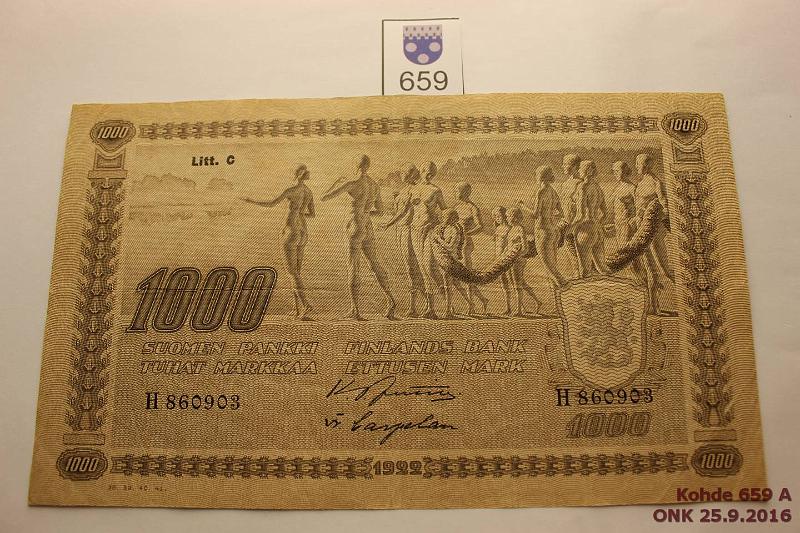 659
1000 1000
Litt. C
1000
SUOMEN PANKKI FINLANDS BANK
TUHAT MARKKAA ETTUSEN MARK
H 860903 H 860903
1000
1000 1922 1000
Kohde 659 A
ONK 25.9.2016